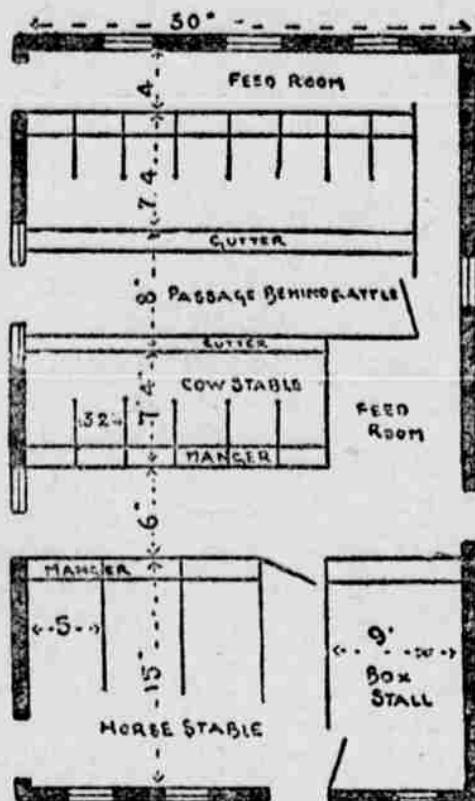 30"
FEED ROOM
4
7 4
GUTTER
8"
PASSAGE BEHIND CATTLE
GUTTER
COW STABLE
32
7'4"
FEED
ROOM
MANGER
6"
MANGER
5
15"
9'
BOX
STALL
HORSE STABLE